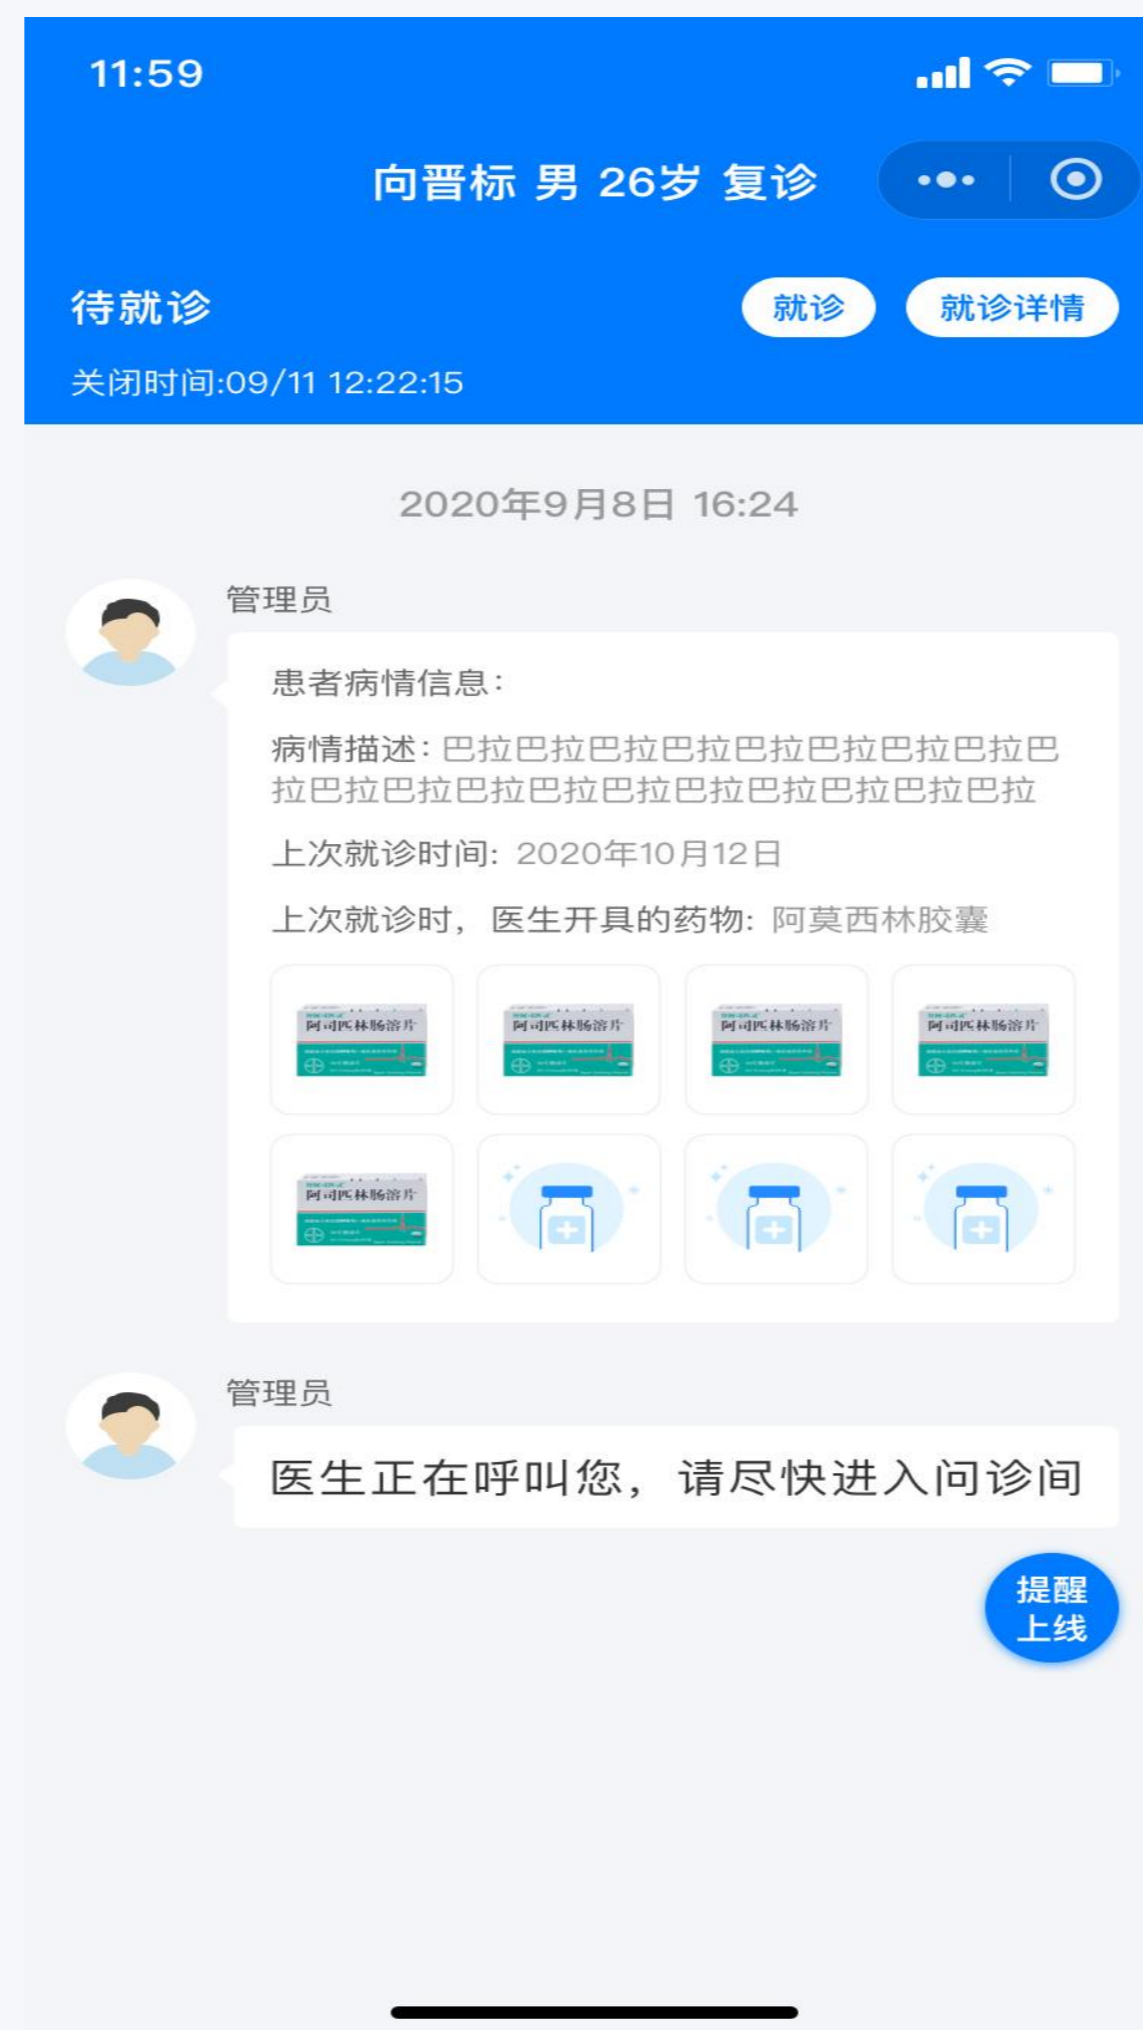 11:59
向晋标 男 26岁 复诊
待就诊
就诊
就诊详情
关闭时间:09/11 12:22:15
2020年9月8日 16:24
管理员
患者病情信息：
病情描述：巴拉巴拉巴拉巴拉巴拉巴拉巴拉巴拉巴
拉巴拉巴拉巴拉巴拉巴拉巴拉巴拉巴拉巴拉巴拉
上次就诊时间: 2020年10月12日
上次就诊时，医生开具的药物: 阿莫西林胶囊
阿司匹林肠溶片
阿司匹林肠溶片
阿司匹林肠溶片
阿司匹林肠溶片
阿司匹林肠溶片
管理员
医生正在呼叫您，请尽快进入问诊间
提醒
上线